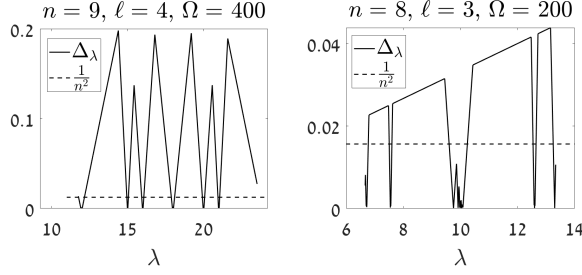 n = 9, ℓ = 4, Ω = 400
0.2
0.1
0
Δ_λ
1/n²
10 15 20
λ
n = 8, ℓ = 3, Ω = 200
0.04
0.02
0
Δ_λ
1/n²
6 8 10 12 14
λ